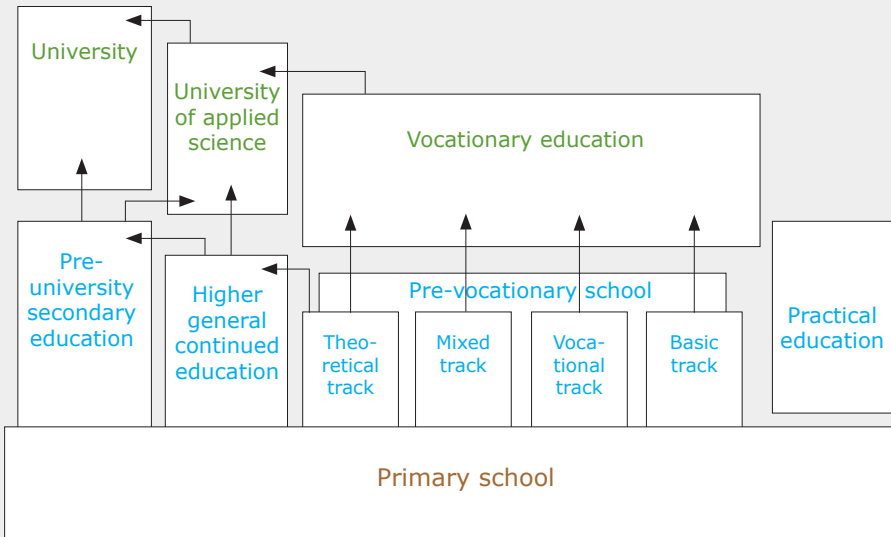 University
University
of applied
science
Vocationary education
Pre-
university
secondary
education
Higher
general
continued
education
Pre-vocationary school
Theo-
retical
track
Mixed
track
Voca-
tional
track
Basic
track
Practical
education
Primary school